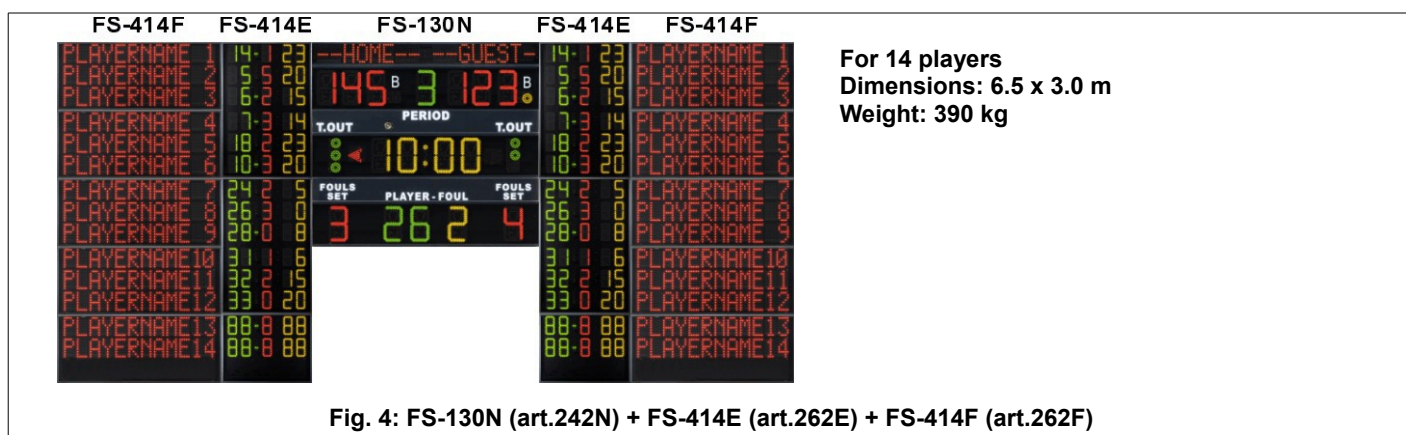 FS-414F FS-414E FS-130N FS-414E FS-414F
PLAYERNAME 1 14·1 23
PLAYERNAME 2 5 5 20
PLAYERNAME 3 6·2 15
PLAYERNAME 4 7·3 14
PLAYERNAME 5 18 2 23
PLAYERNAME 6 10·3 20
PLAYERNAME 7 24 2 5
PLAYERNAME 8 26 3 0
PLAYERNAME 9 28·0 8
PLAYERNAME10 31 1 6
PLAYERNAME11 32 2 15
PLAYERNAME12 33 0 20
PLAYERNAME13 88·8 88
PLAYERNAME14 88·8 88
--HOME-- --GUEST-
145 B 3 123 B
PERIOD
T.OUT T.OUT
10:00
FOULS SET PLAYER-FOUL FOULS SET
3 26 2 4
14·1 23 PLAYERNAME 1
5 5 20 PLAYERNAME 2
6·2 15 PLAYERNAME 3
7·3 14 PLAYERNAME 4
18 2 23 PLAYERNAME 5
10·3 20 PLAYERNAME 6
24 2 5 PLAYERNAME 7
26 3 0 PLAYERNAME 8
28·0 8 PLAYERNAME 9
31 1 6 PLAYERNAME10
32 2 15 PLAYERNAME11
33 0 20 PLAYERNAME12
88·8 88 PLAYERNAME13
88·8 88 PLAYERNAME14
For 14 players
Dimensions: 6.5 x 3.0 m
Weight: 390 kg
Fig. 4: FS-130N (art.242N) + FS-414E (art.262E) + FS-414F (art.262F)